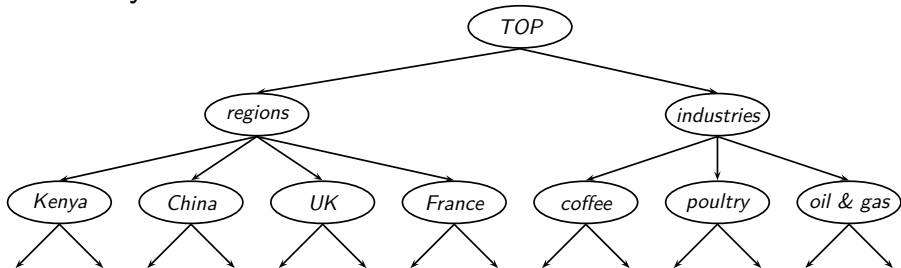 TOP
regions industries
Kenya China UK France coffee poultry oil & gas